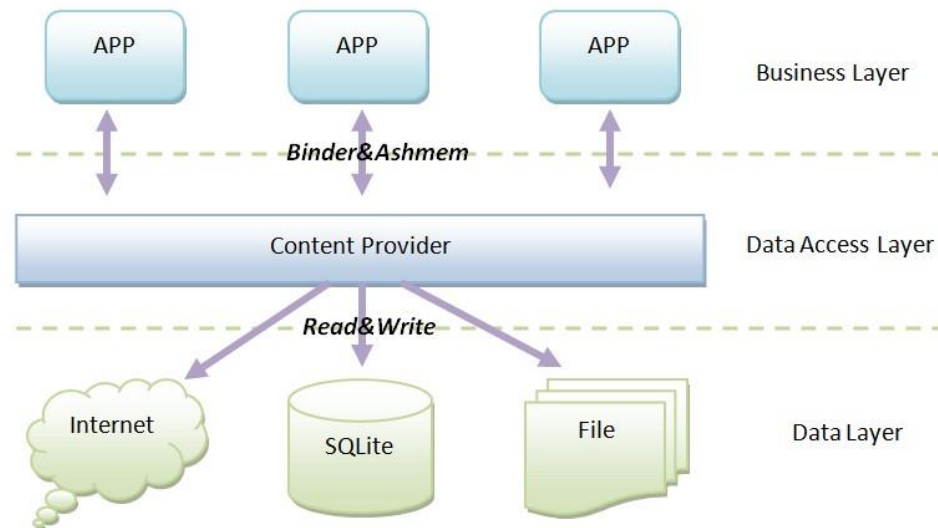 APP
APP
APP
Business Layer
Binder&Ashmem
Content Provider
Data Access Layer
Read&Write
Internet
SQLite
File
Data Layer